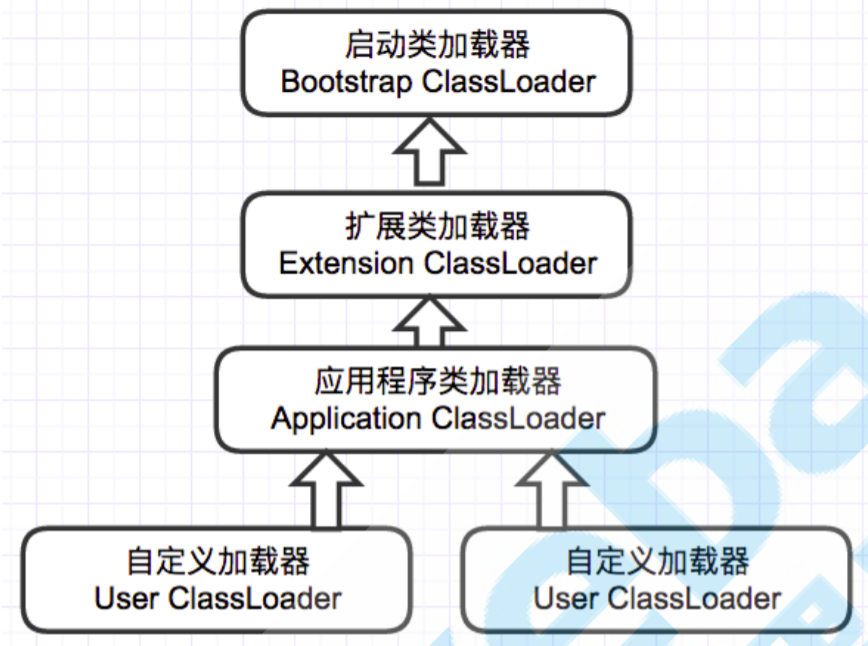 启动类加载器
Bootstrap ClassLoader
扩展类加载器
Extension ClassLoader
应用程序类加载器
Application ClassLoader
自定义加载器
User ClassLoader
自定义加载器
User ClassLoader